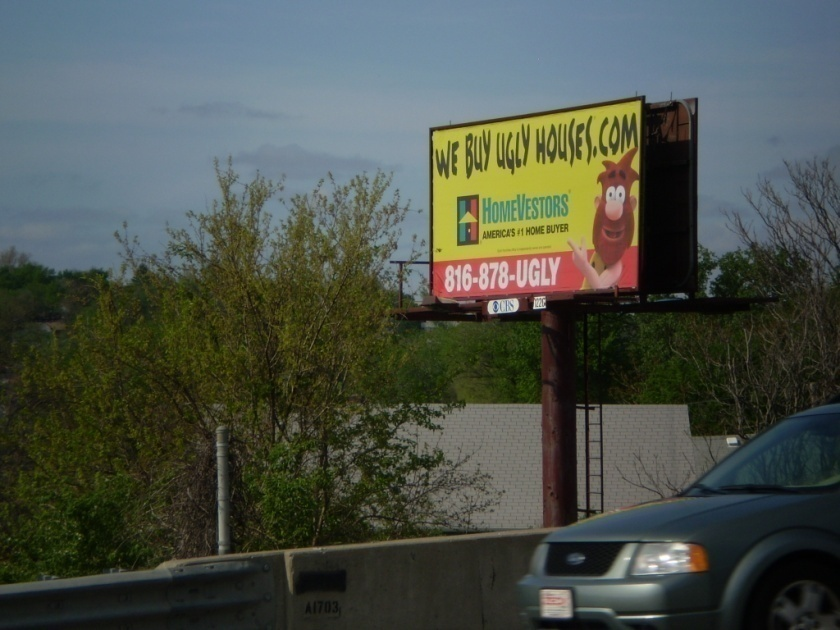 WE BUY UGLY HOUSES.COM
HOMEVESTORS
AMERICA'S #1 HOME BUYER
816-878-UGLY
CBS
A1703